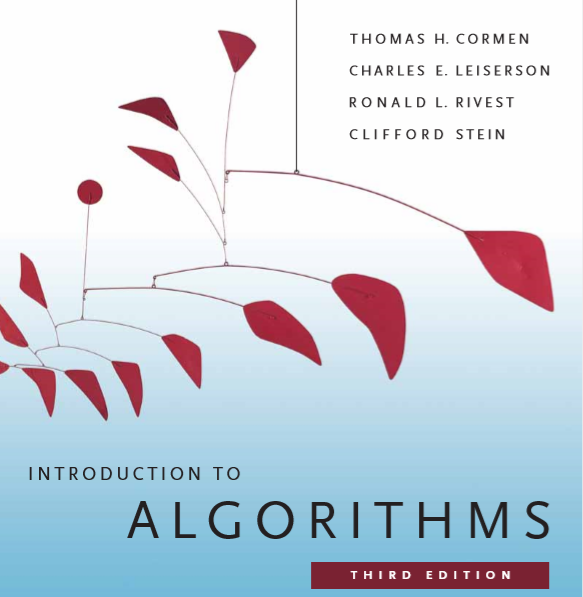 THOMAS H. CORMEN
CHARLES E. LEISERSON
RONALD L. RIVEST
CLIFFORD STEIN
INTRODUCTION TO
ALGORITHMS
THIRD EDITION